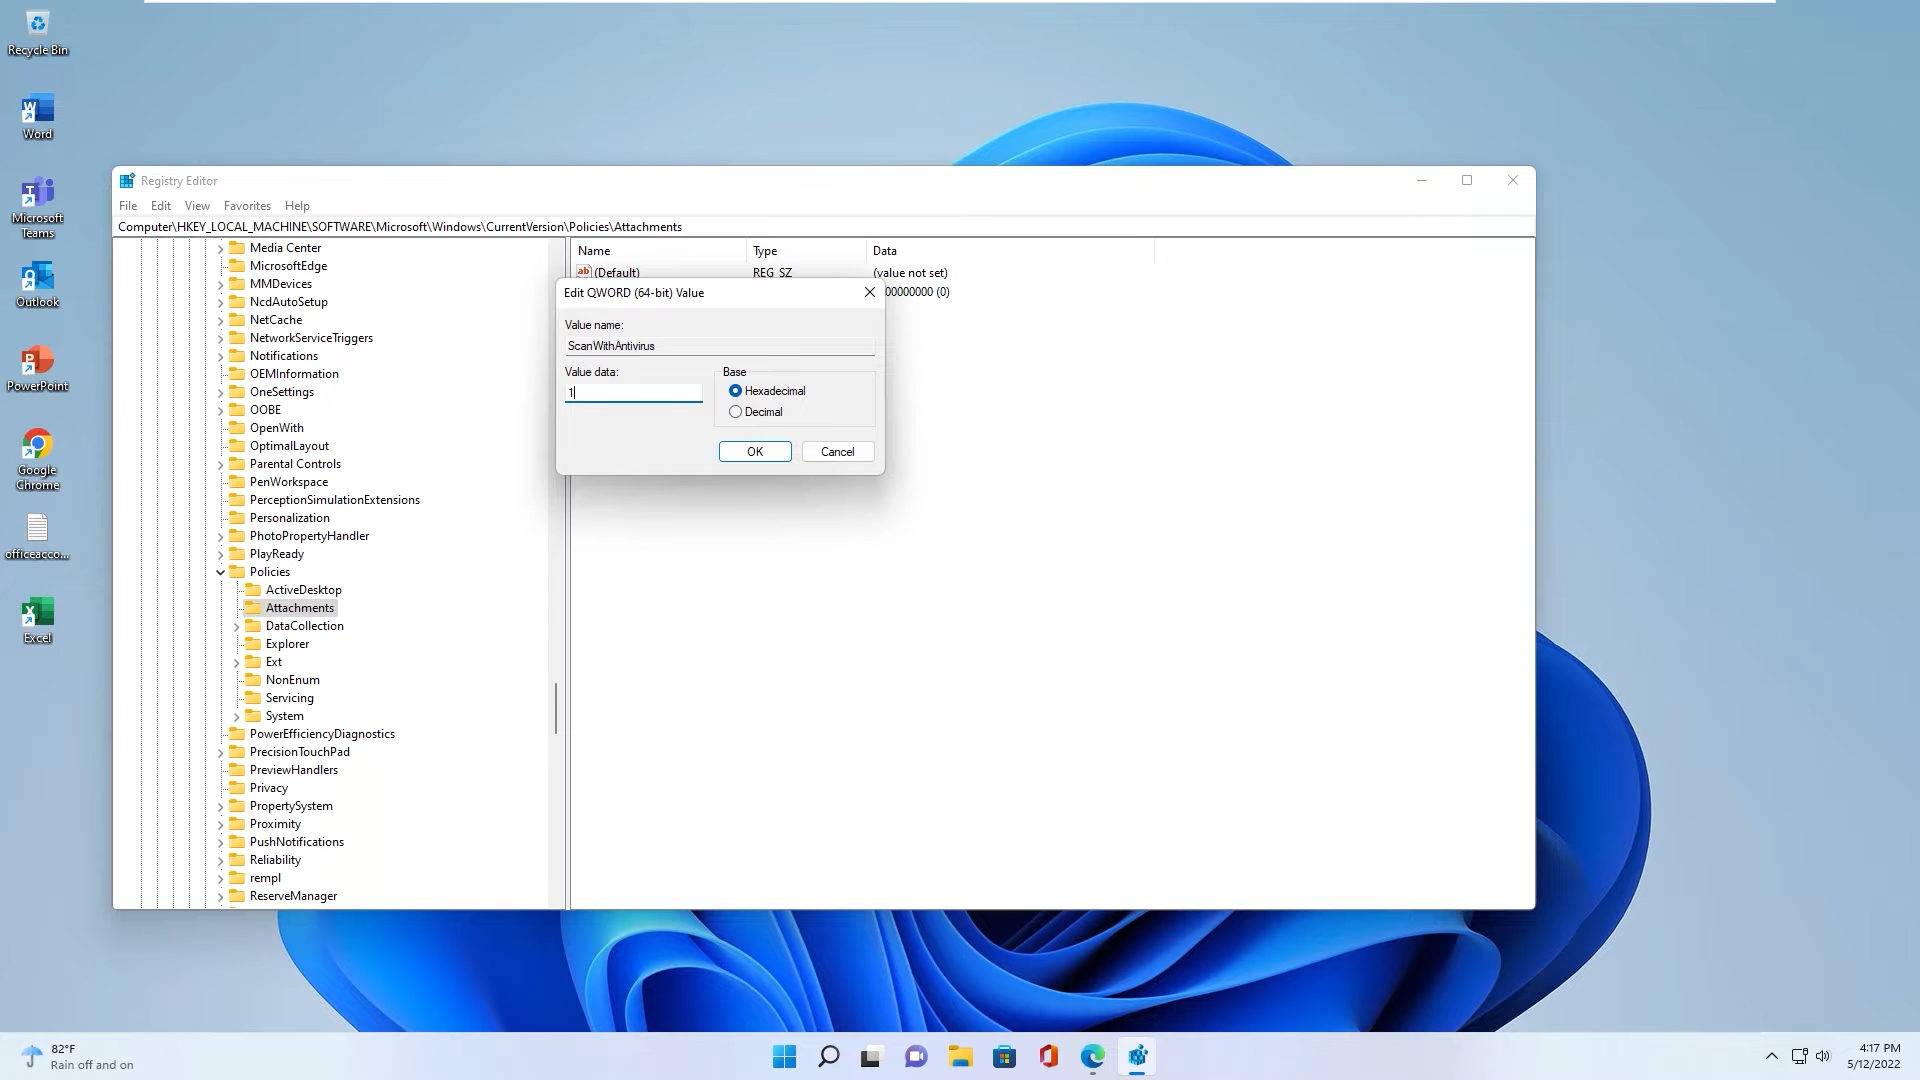 Recycle Bin
Word
Microsoft
Teams
Outlook
PowerPoint
Google
Chrome
officeacco...
Excel
Registry Editor
File Edit View Favorites Help
Computer\HKEY_LOCAL_MACHINE\SOFTWARE\Microsoft\Windows\CurrentVersion\Policies\Attachments
Media Center
MicrosoftEdge
MMDevices
NcdAutoSetup
NetCache
NetworkServiceTriggers
Notifications
OEMInformation
OneSettings
OOBE
OpenWith
OptimalLayout
Parental Controls
PenWorkspace
PerceptionSimulationExtensions
Personalization
PhotoPropertyHandler
PlayReady
Policies
ActiveDesktop
Attachments
DataCollection
Explorer
Ext
NonEnum
Servicing
System
PowerEfficiencyDiagnostics
PrecisionTouchPad
PreviewHandlers
Privacy
PropertySystem
Proximity
PushNotifications
Reliability
rempl
ReserveManager
Name Type Data
ab (Default) REG_SZ (value not set)
00000000 (0)
Edit QWORD (64-bit) Value
Value name:
ScanWithAntivirus
Value data:
1
Base
Hexadecimal
Decimal
OK Cancel
82°F
Rain off and on
4:17 PM
5/12/2022